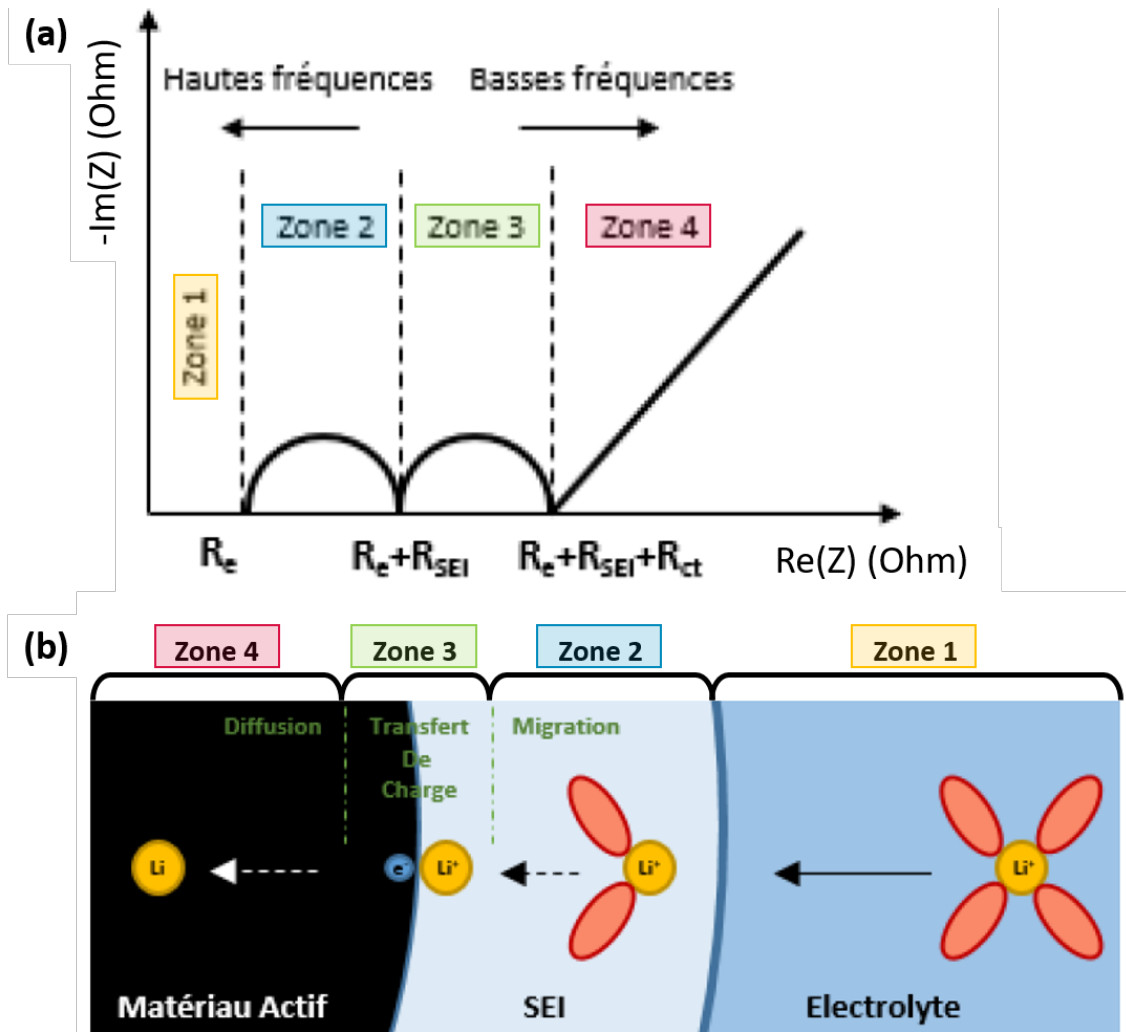 (a)
-Im(Z) (Ohm)
Hautes fréquences
Basses fréquences
Zone 1
Zone 2
Zone 3
Zone 4
Re
Re+RSEI
Re+RSEI+Rct
Re(Z) (Ohm)
(b)
Zone 4
Zone 3
Zone 2
Zone 1
Diffusion
Transfert
De
Charge
Migration
Li
e-
Li+
Li+
Li+
Matériau Actif
SEI
Electrolyte